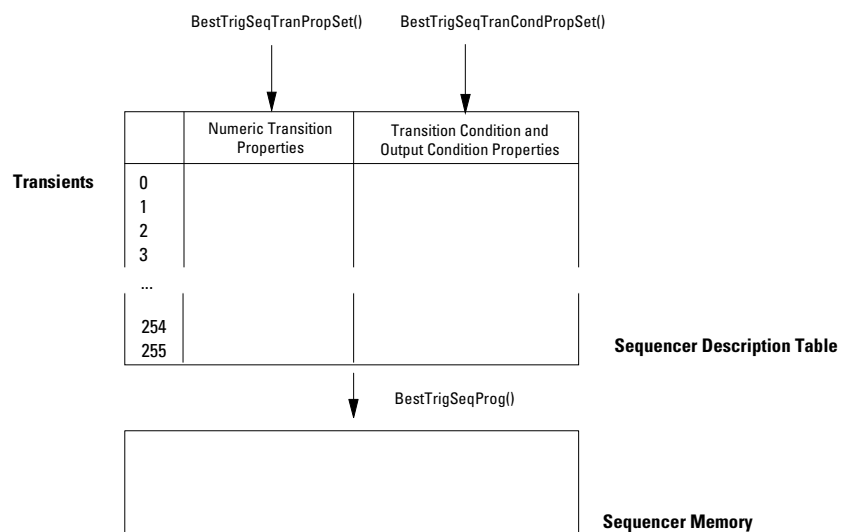 BestTrigSeqTranPropSet()
BestTrigSeqTranCondPropSet()
Numeric Transition
Properties
Transition Condition and
Output Condition Properties
Transients
0
1
2
3
...
254
255
Sequencer Description Table
BestTrigSeqProg()
Sequencer Memory